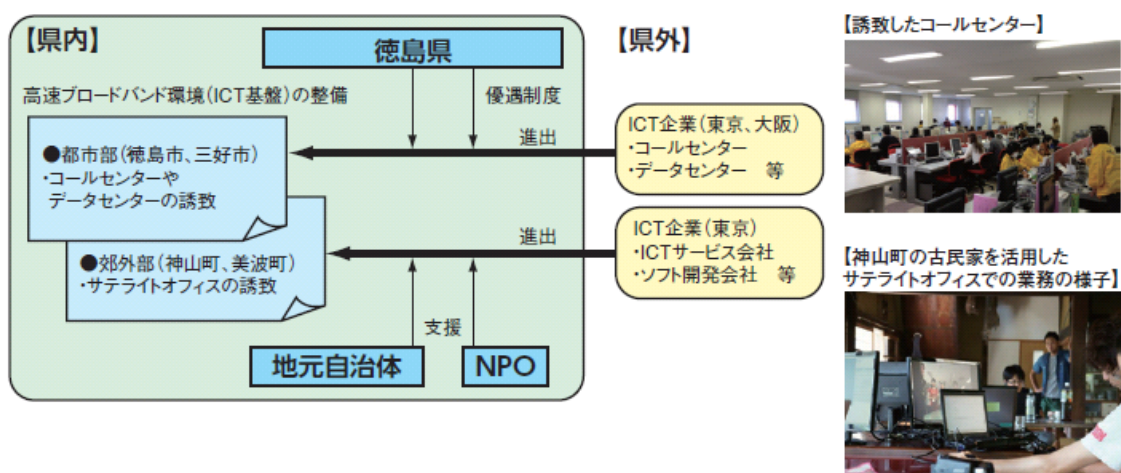 【県内】
徳島県
高速ブロードバンド環境(ICT基盤)の整備
優遇制度
●都市部(徳島市、三好市)
・コールセンターや
データセンターの誘致
●郊外部(神山町、美波町)
・サテライトオフィスの誘致
進出
進出
支援
地元自治体
NPO
【県外】
ICT企業(東京、大阪)
・コールセンター
・データセンター 等
ICT企業(東京)
・ICTサービス会社
・ソフト開発会社 等
【誘致したコールセンター】
【神山町の古民家を活用した
サテライトオフィスでの業務の様子】